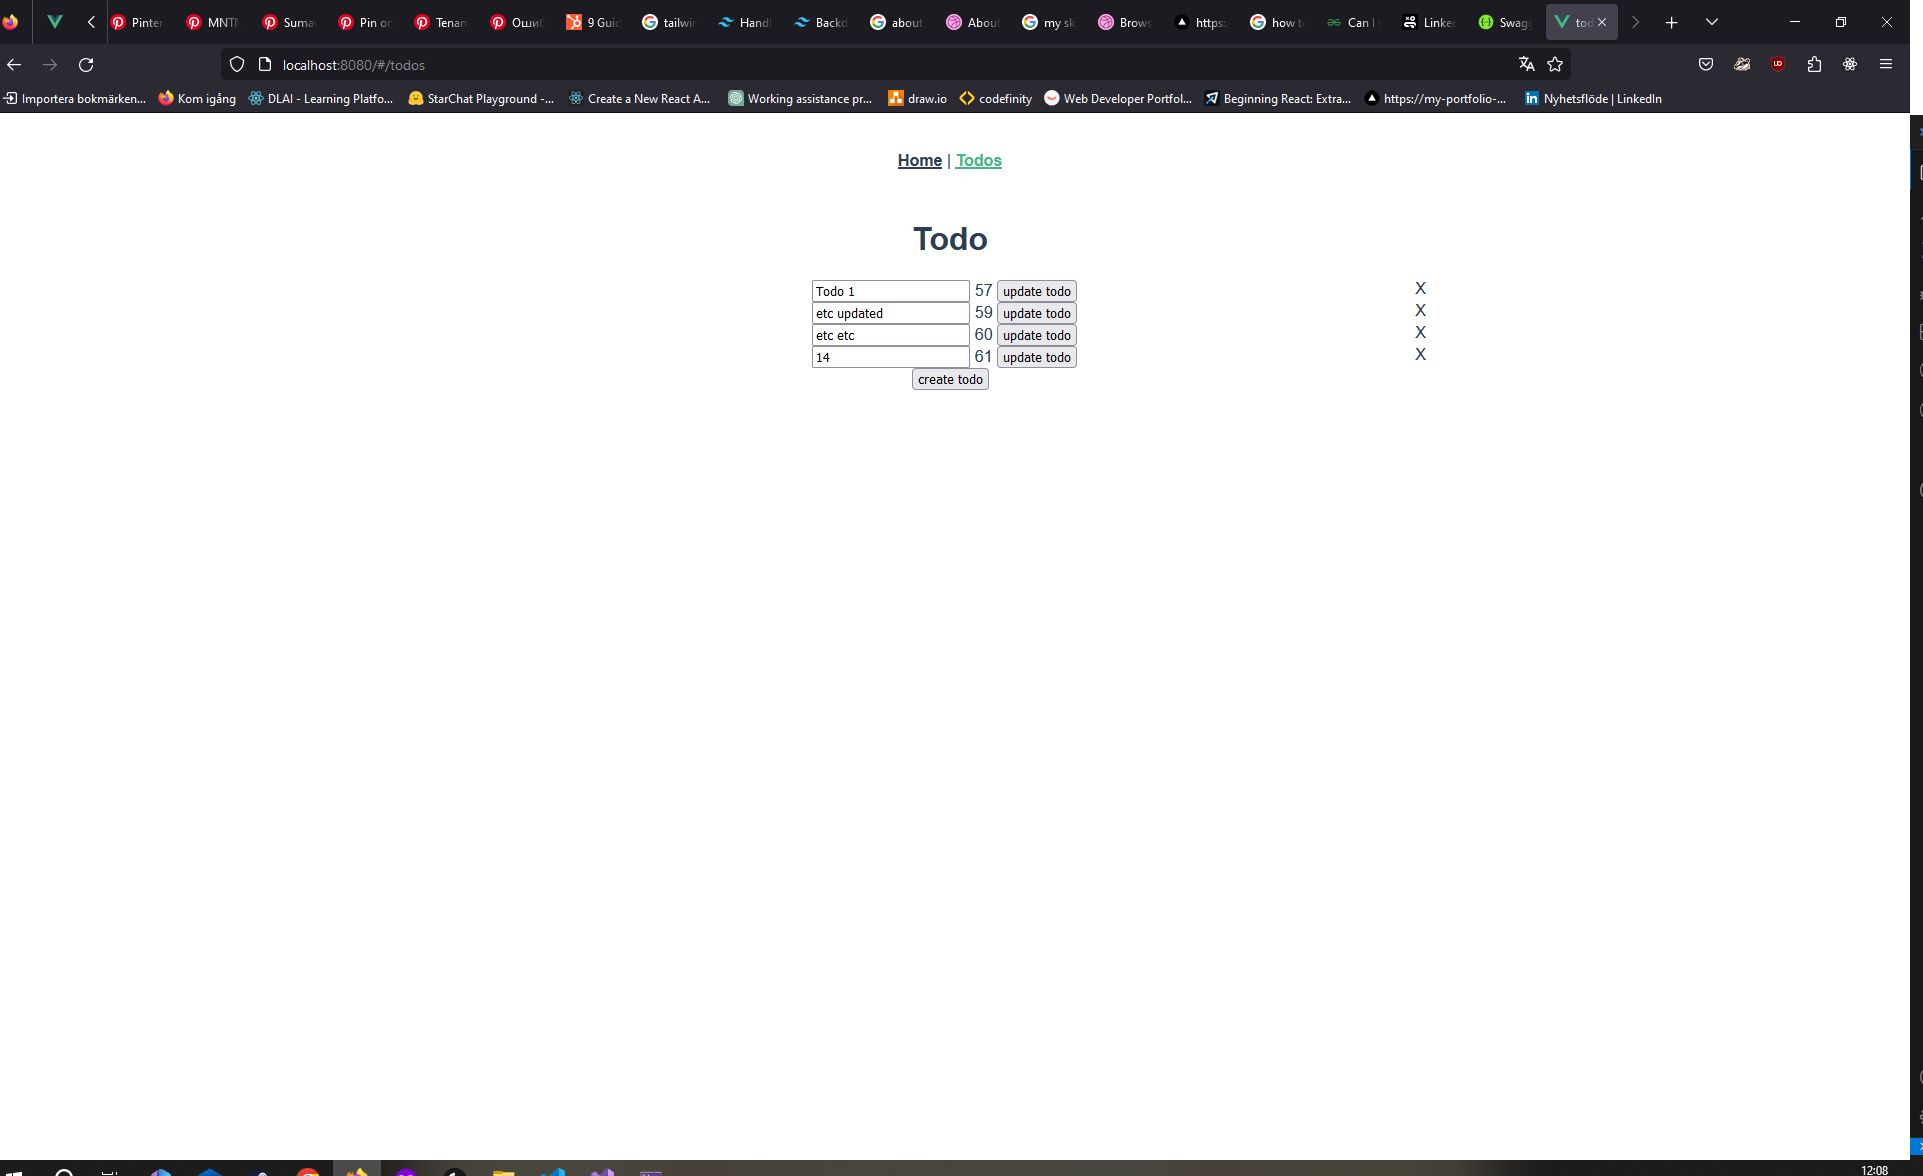 Pinter MNTN Suma Pin or Tenan Ошиб 9 Guid tailwin Handl Backd about About my sk Brows https: how t Can I Linke Swag tod
localhost:8080/#/todos
Importera bokmärken... Kom igång DLAI - Learning Platfo... StarChat Playground -... Create a New React A... Working assistance pr... draw.io codefinity Web Developer Portfol... Beginning React: Extra... https://my-portfolio-... Nyhetsflöde | LinkedIn
Home | Todos
Todo
Todo 1 57 update todo X
etc updated 59 update todo X
etc etc 60 update todo X
14 61 update todo X
create todo
12:08